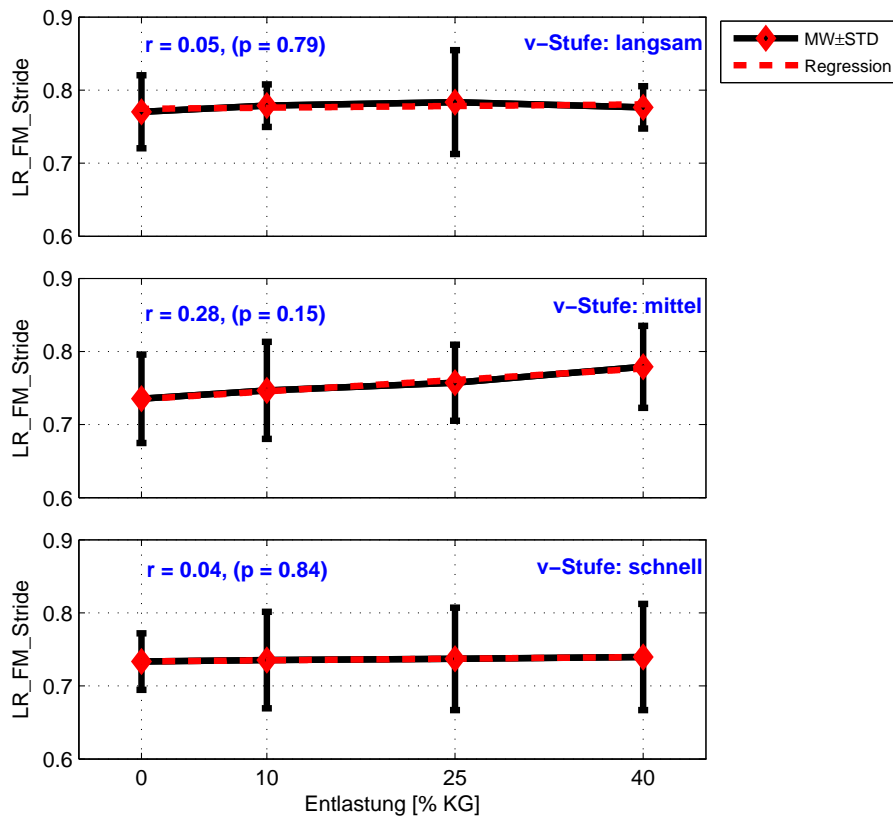 r = 0.05, (p = 0.79)
v−Stufe: langsam
MW±STD
Regression
LR_FM_Stride
0.9
0.8
0.7
0.6
r = 0.28, (p = 0.15)
v−Stufe: mittel
LR_FM_Stride
0.9
0.8
0.7
0.6
r = 0.04, (p = 0.84)
v−Stufe: schnell
LR_FM_Stride
0.9
0.8
0.7
0.6
0 10 25 40
Entlastung [% KG]